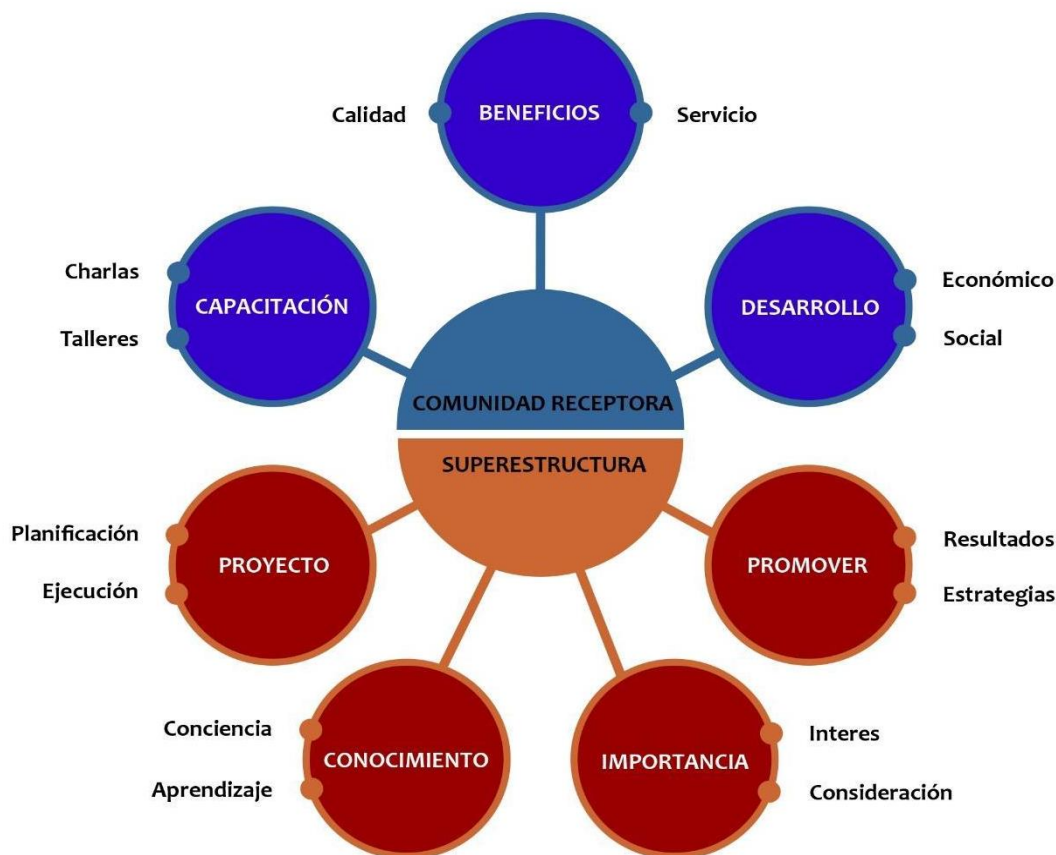 BENEFICIOS
Calidad
Servicio
CAPACITACIÓN
Charlas
Talleres
DESARROLLO
Económico
Social
COMUNIDAD RECEPTORA
SUPERESTRUCTURA
PROYECTO
Planificación
Ejecución
PROMOVER
Resultados
Estrategias
CONOCIMIENTO
Conciencia
Aprendizaje
IMPORTANCIA
Interes
Consideración